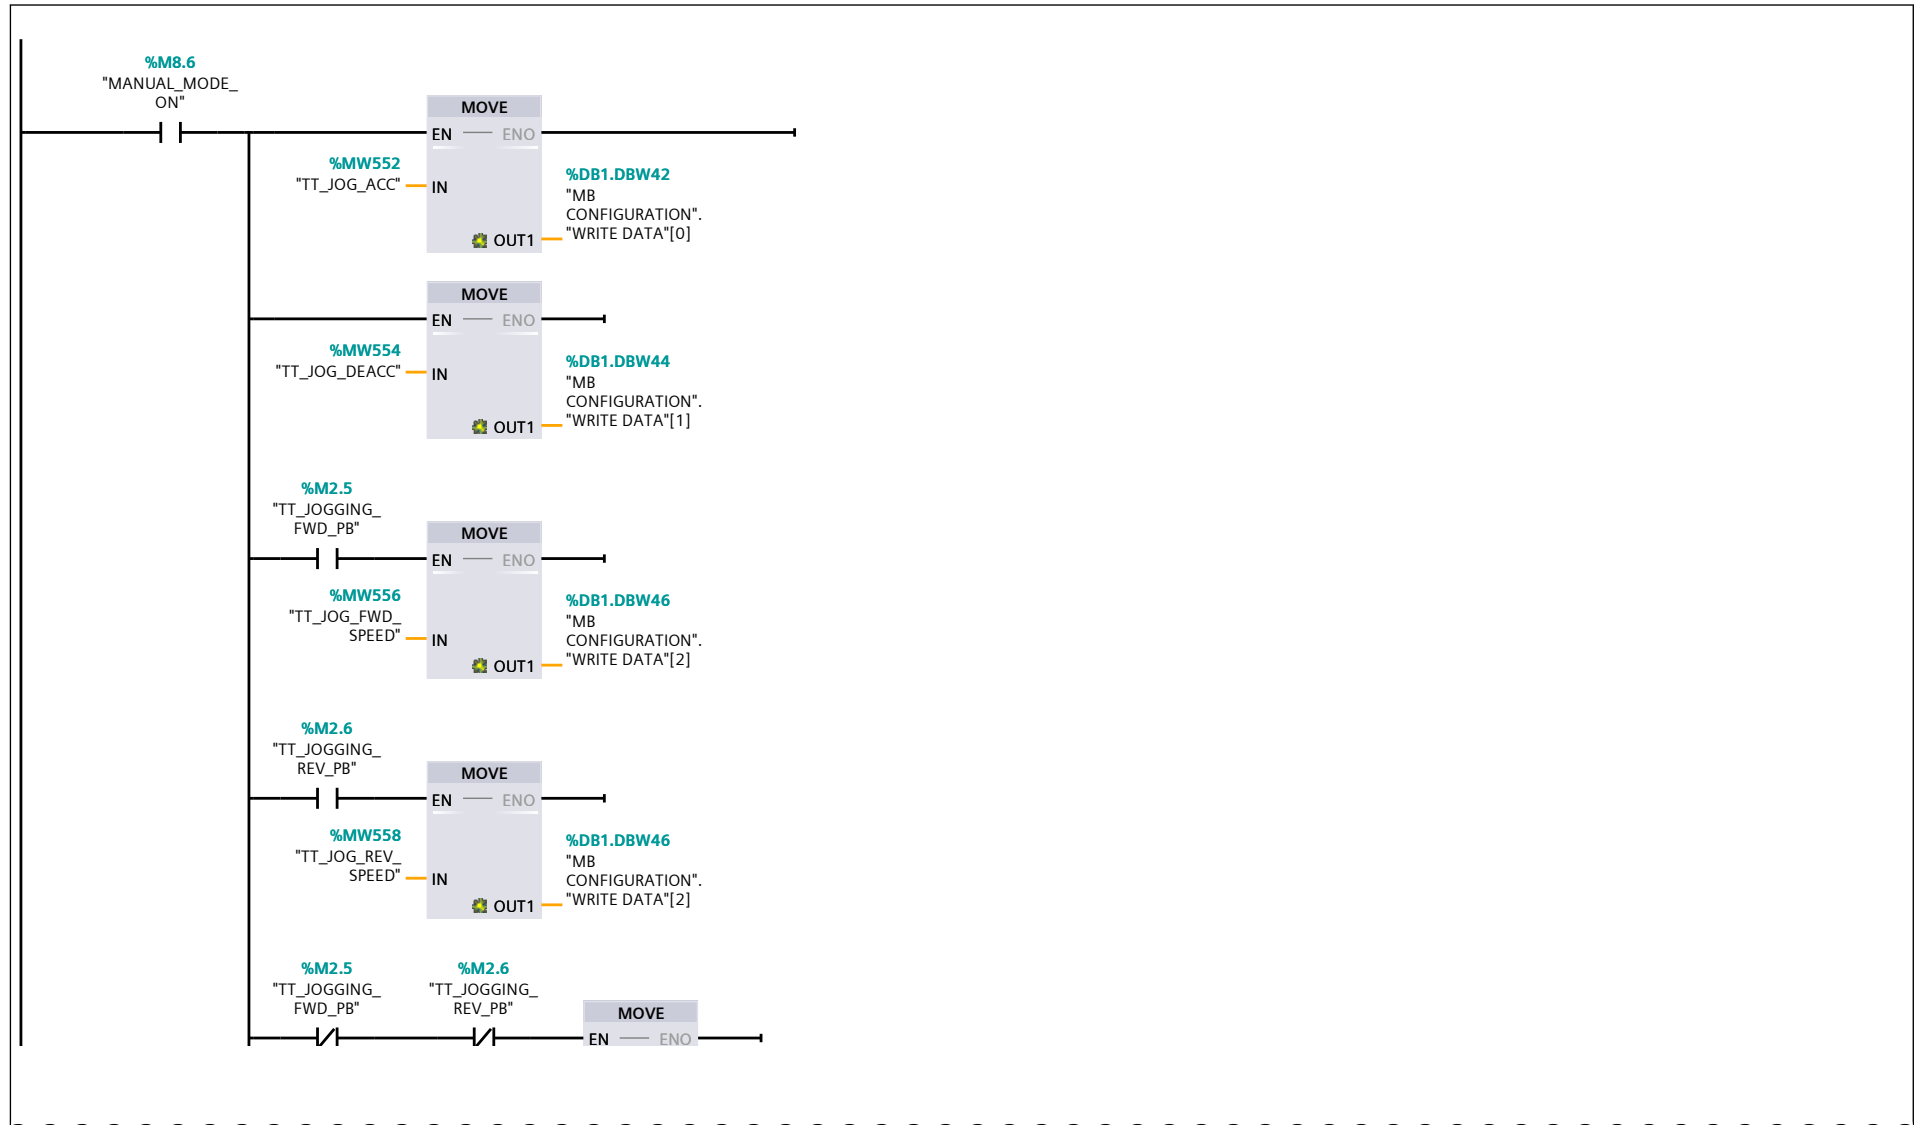 %M8.6
"MANUAL_MODE_
ON"
MOVE
EN ENO
%MW552
"TT_JOG_ACC" IN
%DB1.DBW42
"MB
CONFIGURATION".
OUT1 "WRITE DATA"[0]
MOVE
EN ENO
%MW554
"TT_JOG_DEACC" IN
%DB1.DBW44
"MB
CONFIGURATION".
OUT1 "WRITE DATA"[1]
%M2.5
"TT_JOGGING_
FWD_PB"
MOVE
EN ENO
%MW556
"TT_JOG_FWD_
SPEED" IN
%DB1.DBW46
"MB
CONFIGURATION".
OUT1 "WRITE DATA"[2]
%M2.6
"TT_JOGGING_
REV_PB"
MOVE
EN ENO
%MW558
"TT_JOG_REV_
SPEED" IN
%DB1.DBW46
"MB
CONFIGURATION".
OUT1 "WRITE DATA"[2]
%M2.5 %M2.6
"TT_JOGGING_ "TT_JOGGING_
FWD_PB" REV_PB"
MOVE
EN ENO